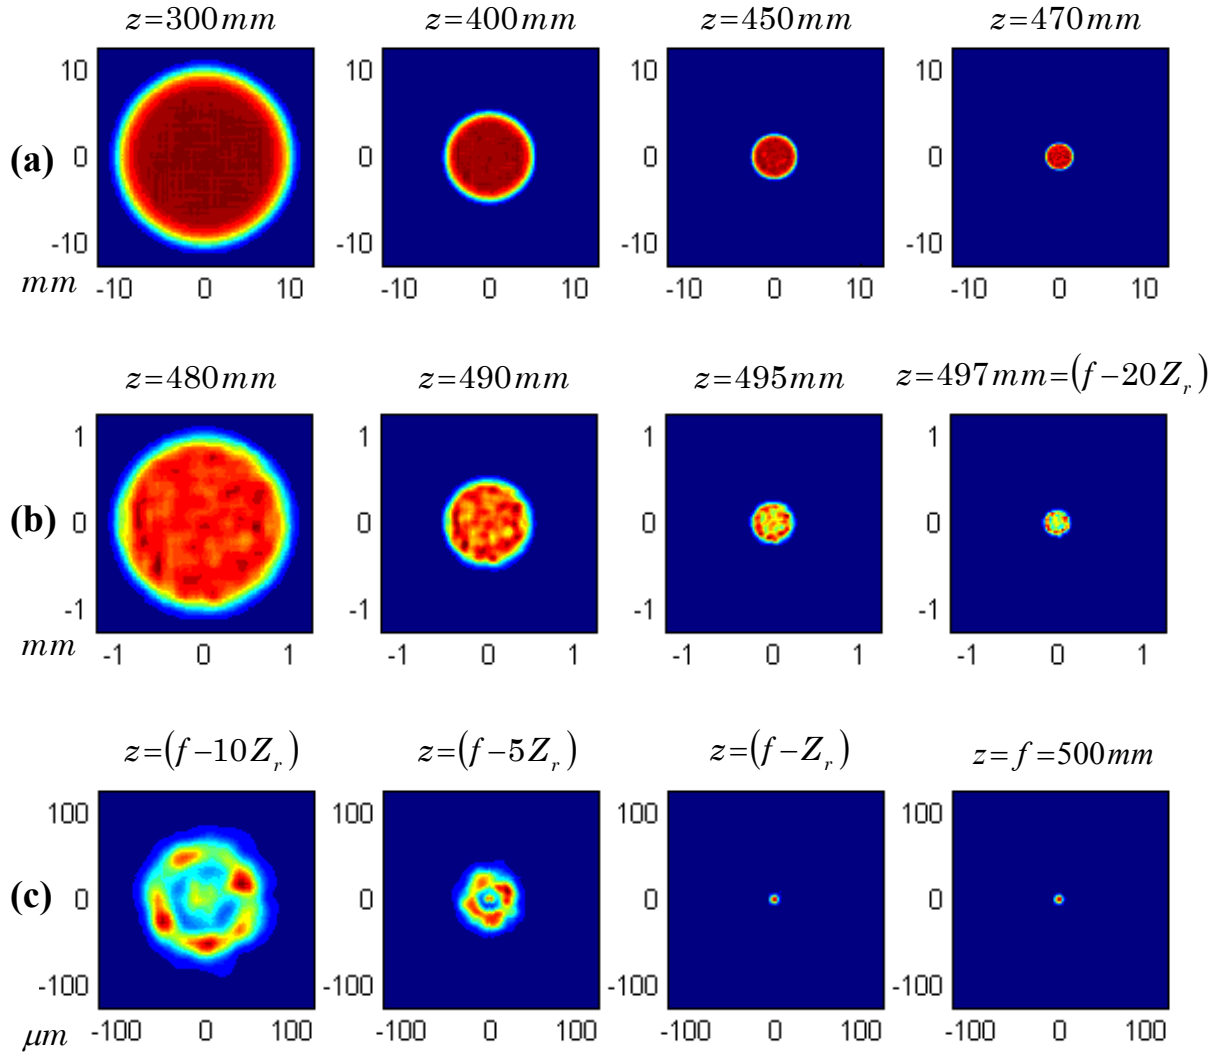 z=300mm z=400mm z=450mm z=470mm
(a)
10 10 10 10
0 0 0 0
-10 -10 -10 -10
mm -10 0 10 -10 0 10 -10 0 10 -10 0 10
z=480mm z=490mm z=495mm z=497mm=(f−20Zr)
(b)
1 1 1 1
0 0 0 0
-1 -1 -1 -1
mm -1 0 1 -1 0 1 -1 0 1 -1 0 1
z=(f−10Zr) z=(f−5Zr) z=(f−Zr) z=f=500mm
(c)
100 100 100 100
0 0 0 0
-100 -100 -100 -100
μm -100 0 100 -100 0 100 -100 0 100 -100 0 100